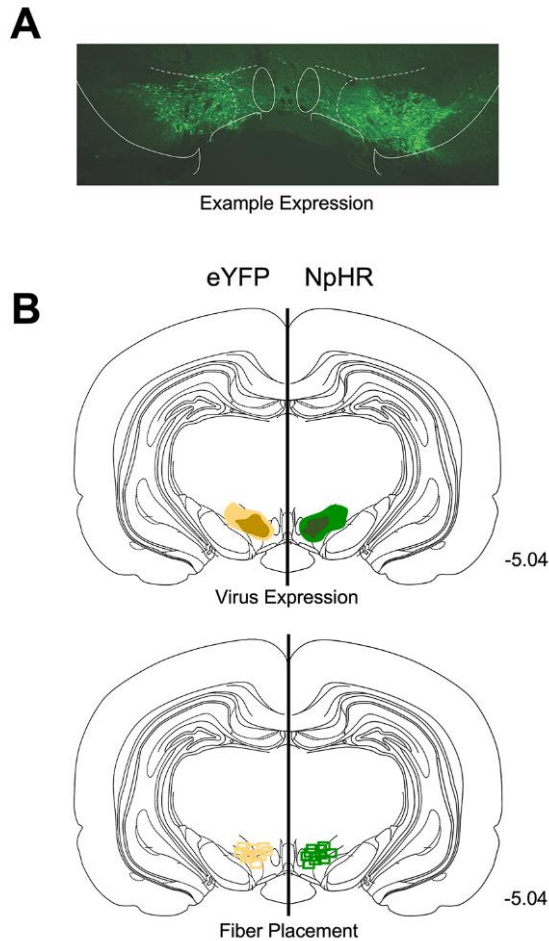 A
Example Expression
eYFP NpHR
B
-5.04
Virus Expression
-5.04
Fiber Placement